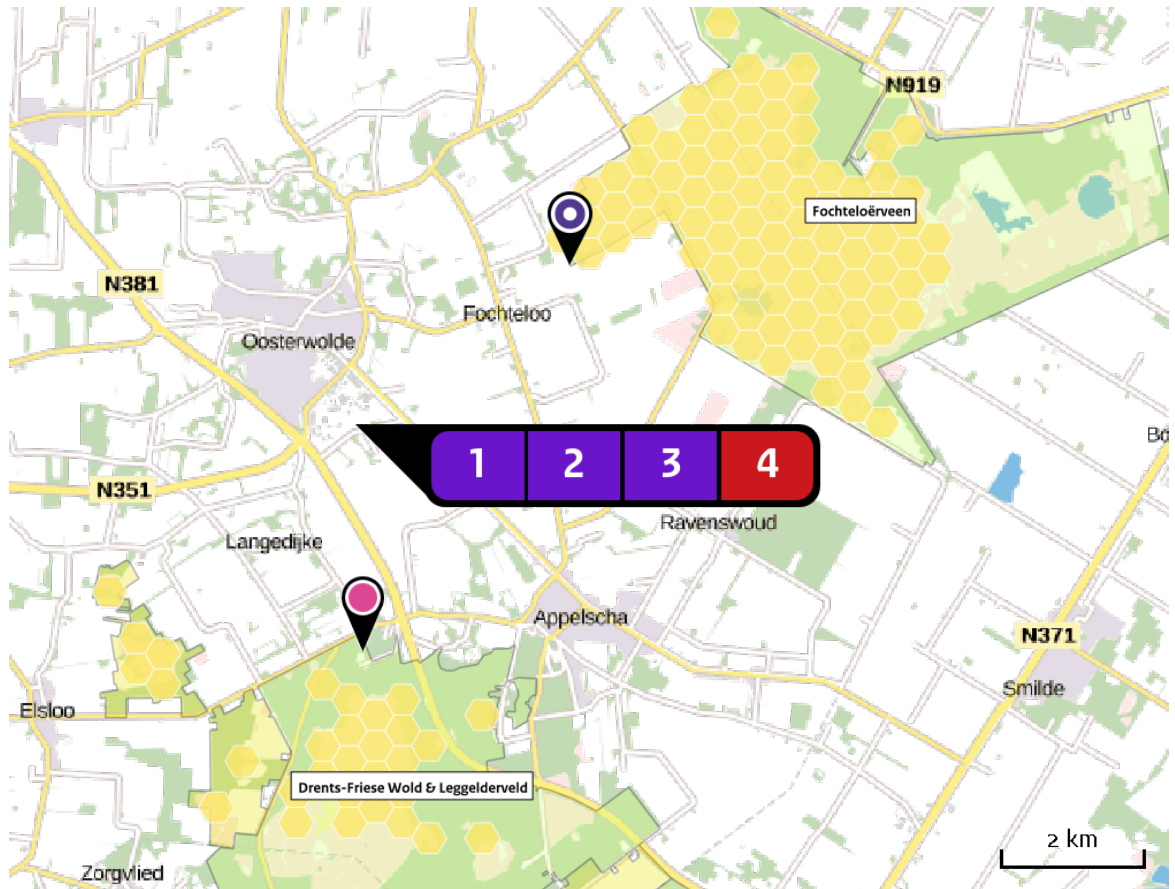 N919
Fochteloërveen
N381
Fochteloo
Oosterwolde
Bo
1 2 3 4
N351
Ravenswoud
Langedijke
Appelscha
N371
Smilde
Elsloo
Drents-Friese Wold & Leggelderveld
2 km
Zorgvlied